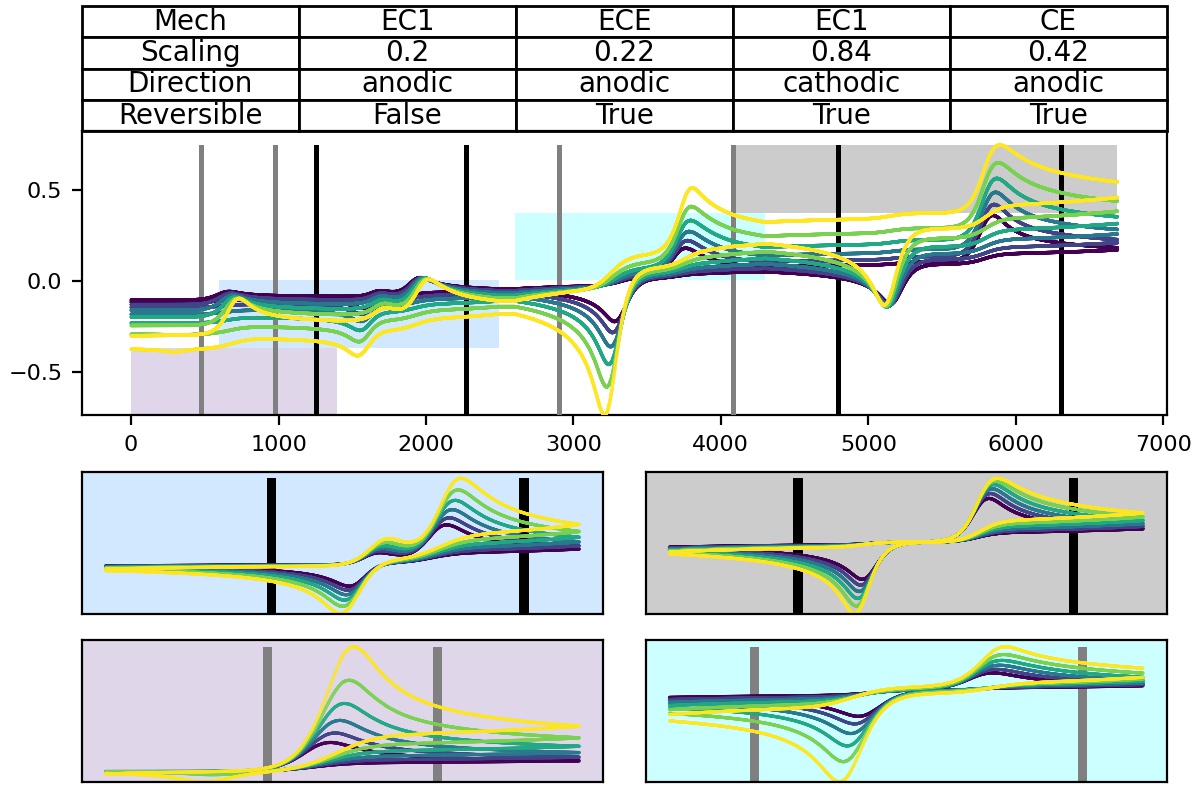 Mech EC1 ECE EC1 CE
Scaling 0.2 0.22 0.84 0.42
Direction anodic anodic cathodic anodic
Reversible False True True True
0.5
0.0
−0.5
0 1000 2000 3000 4000 5000 6000 7000